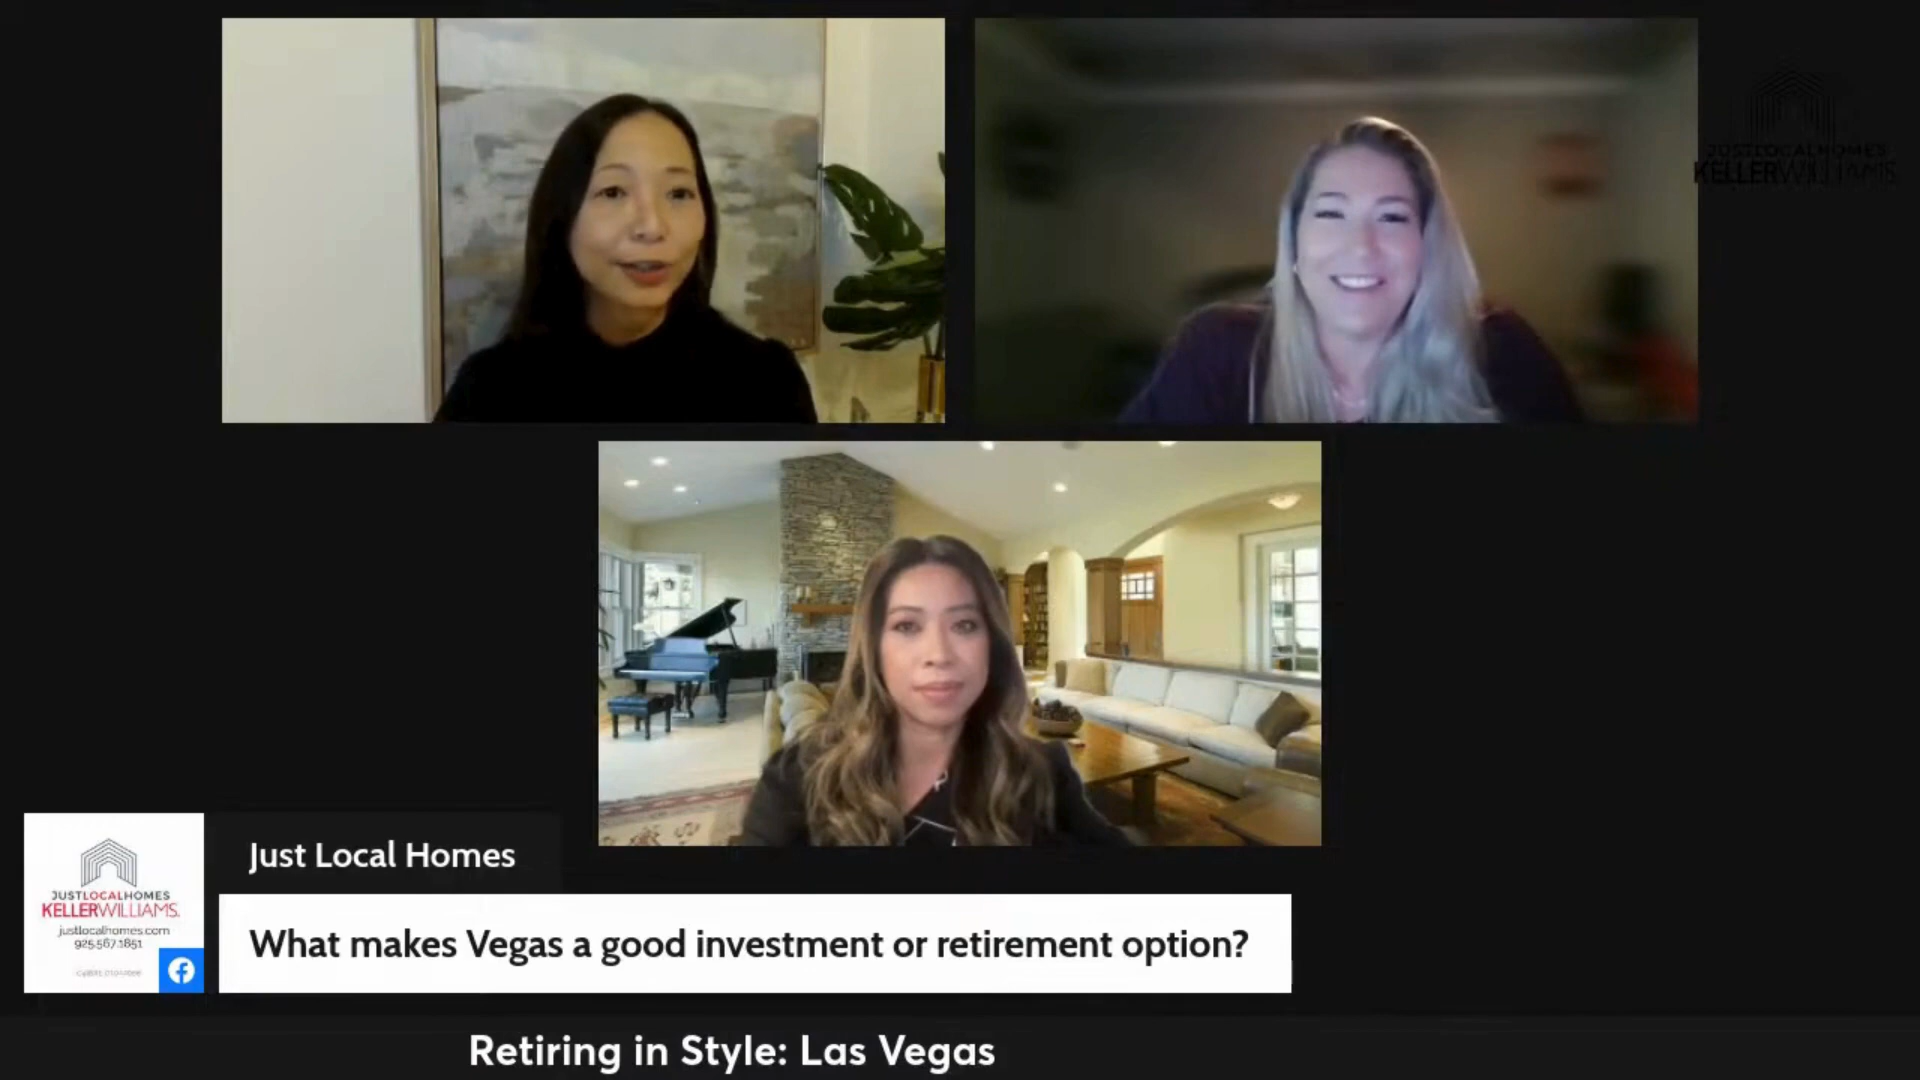 JUSTLOCALHOMES
KELLERWILLIAMS.
Just Local Homes
JUSTLOCALHOMES
KELLERWILLIAMS.
justlocalhomes.com
925.567.1851
What makes Vegas a good investment or retirement option?
Retiring in Style: Las Vegas